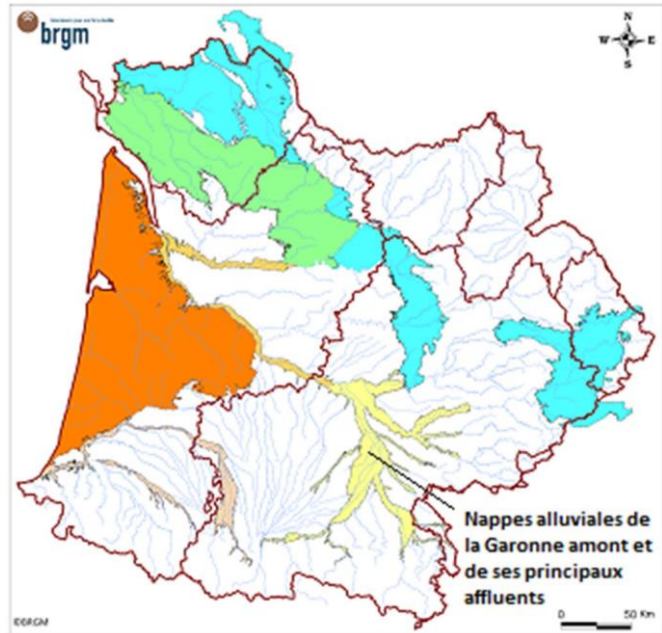 brgm
N
W E
S
Nappes alluviales de
la Garonne amont et
de ses principaux
affluents
©BRGM
0 50 Km